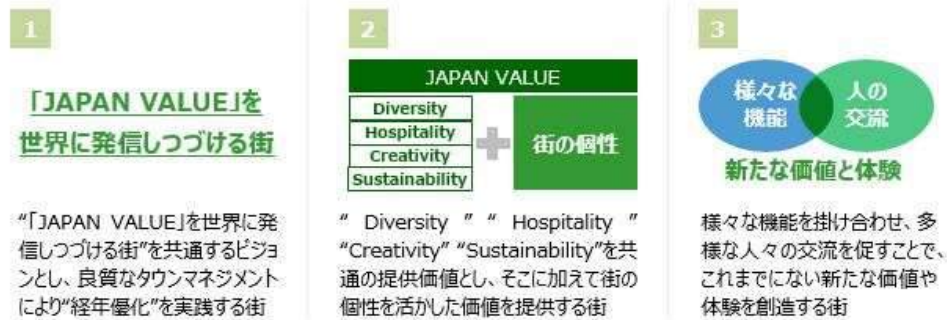 1
「JAPAN VALUE」を
世界に発信しつづける街
“「JAPAN VALUE」を世界に発
信しつづける街”を共通するビジョ
ンとし、良質なタウンマネジメント
により“経年優化”を実践する街
2
JAPAN VALUE
Diversity
Hospitality
Creativity
Sustainability
+
街の個性
“ Diversity ” “ Hospitality ”
“Creativity” “Sustainability”を共
通の提供価値とし、そこに加えて街の
個性を活かした価値を提供する街
3
様々な
機能
人の
交流
新たな価値と体験
様々な機能を掛け合わせ、多
様な人々の交流を促すことで、
これまでにない新たな価値や
体験を創造する街